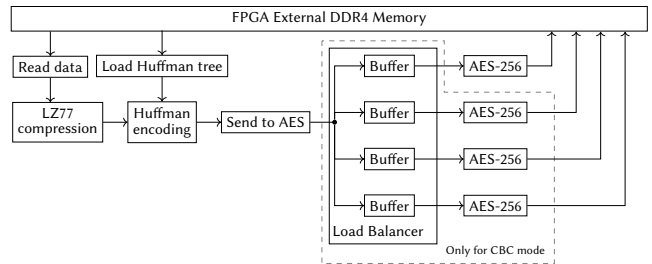 FPGA External DDR4 Memory
Read data
Load Huffman tree
LZ77
compression
Huffman
encoding
Send to AES
Buffer
AES-256
Buffer
AES-256
Buffer
AES-256
Buffer
AES-256
Load Balancer
Only for CBC mode